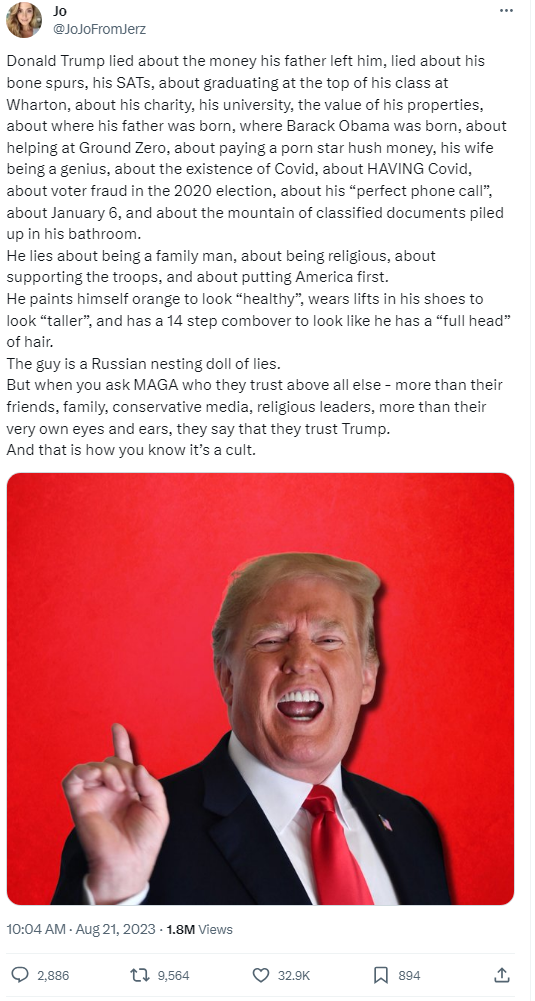 Jo
@JoJoFromJerz
Donald Trump lied about the money his father left him, lied about his
bone spurs, his SATs, about graduating at the top of his class at
Wharton, about his charity, his university, the value of his properties,
about where his father was born, where Barack Obama was born, about
helping at Ground Zero, about paying a porn star hush money, his wife
being a genius, about the existence of Covid, about HAVING Covid,
about voter fraud in the 2020 election, about his “perfect phone call”,
about January 6, and about the mountain of classified documents piled
up in his bathroom.
He lies about being a family man, about being religious, about
supporting the troops, and about putting America first.
He paints himself orange to look “healthy”, wears lifts in his shoes to
look “taller”, and has a 14 step combover to look like he has a “full head”
of hair.
The guy is a Russian nesting doll of lies.
But when you ask MAGA who they trust above all else – more than their
friends, family, conservative media, religious leaders, more than their
very own eyes and ears, they say that they trust Trump.
And that is how you know it’s a cult.
10:04 AM · Aug 21, 2023 · 1.8M Views
2,886 9,564 32.9K 894